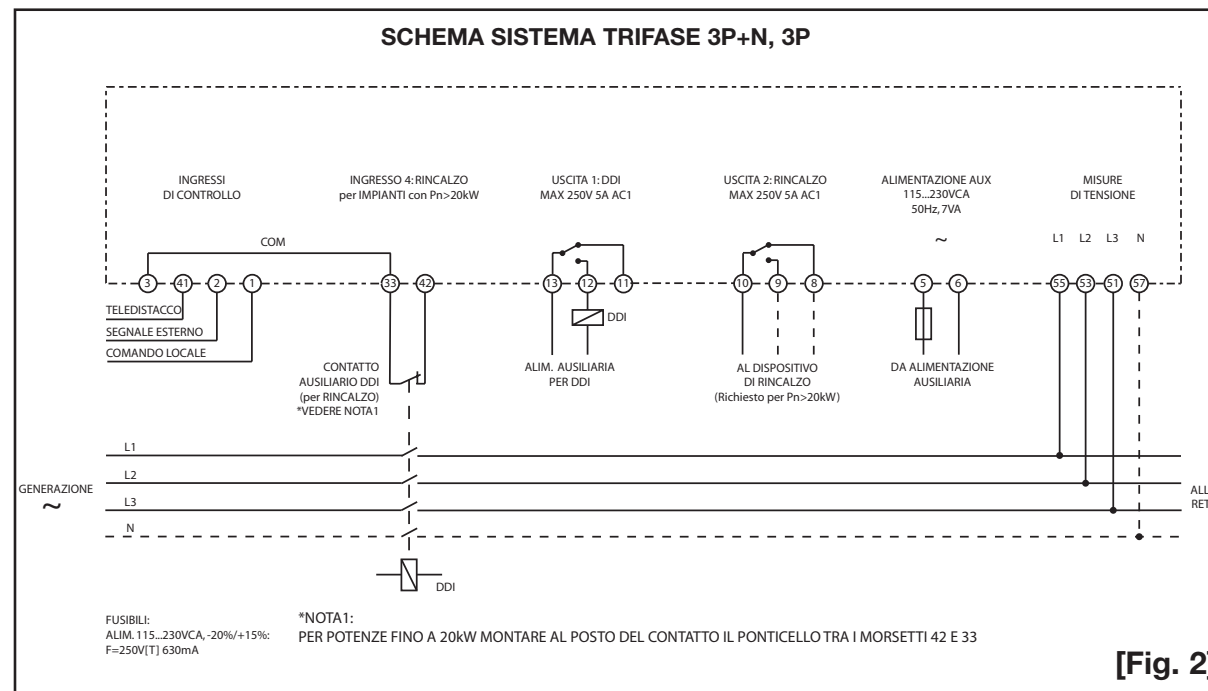 SCHEMA SISTEMA TRIFASE 3P+N, 3P
INGRESSI
DI CONTROLLO
INGRESSO 4: RINCALZO
per IMPIANTI con Pn>20kW
USCITA 1: DDI
MAX 250V 5A AC1
USCITA 2: RINCALZO
MAX 250V 5A AC1
ALIMENTAZIONE AUX
115...230VCA
50Hz, 7VA
~
MISURE
DI TENSIONE
L1 L2 L3 N
COM
3 41 2 1 33 42 13 12 11 10 9 8 5 6 55 53 51 57
TELEDISTACCO
SEGNALE ESTERNO
COMANDO LOCALE
DDI
CONTATTO
AUSILIARIO DDI
(per RINCALZO)
*VEDERE NOTA1
ALIM. AUSILIARIA
PER DDI
AL DISPOSITIVO
DI RINCALZO
(Richiesto per Pn>20kW)
DA ALIMENTAZIONE
AUSILIARIA
L1
L2
GENERAZIONE
~
L3
N
ALL
RET
DDI
FUSIBILI:
ALIM. 115...230VCA, -20%/+15%:
F=250V[T] 630mA
*NOTA1:
PER POTENZE FINO A 20kW MONTARE AL POSTO DEL CONTATTO IL PONTICELLO TRA I MORSETTI 42 E 33
[Fig. 2]